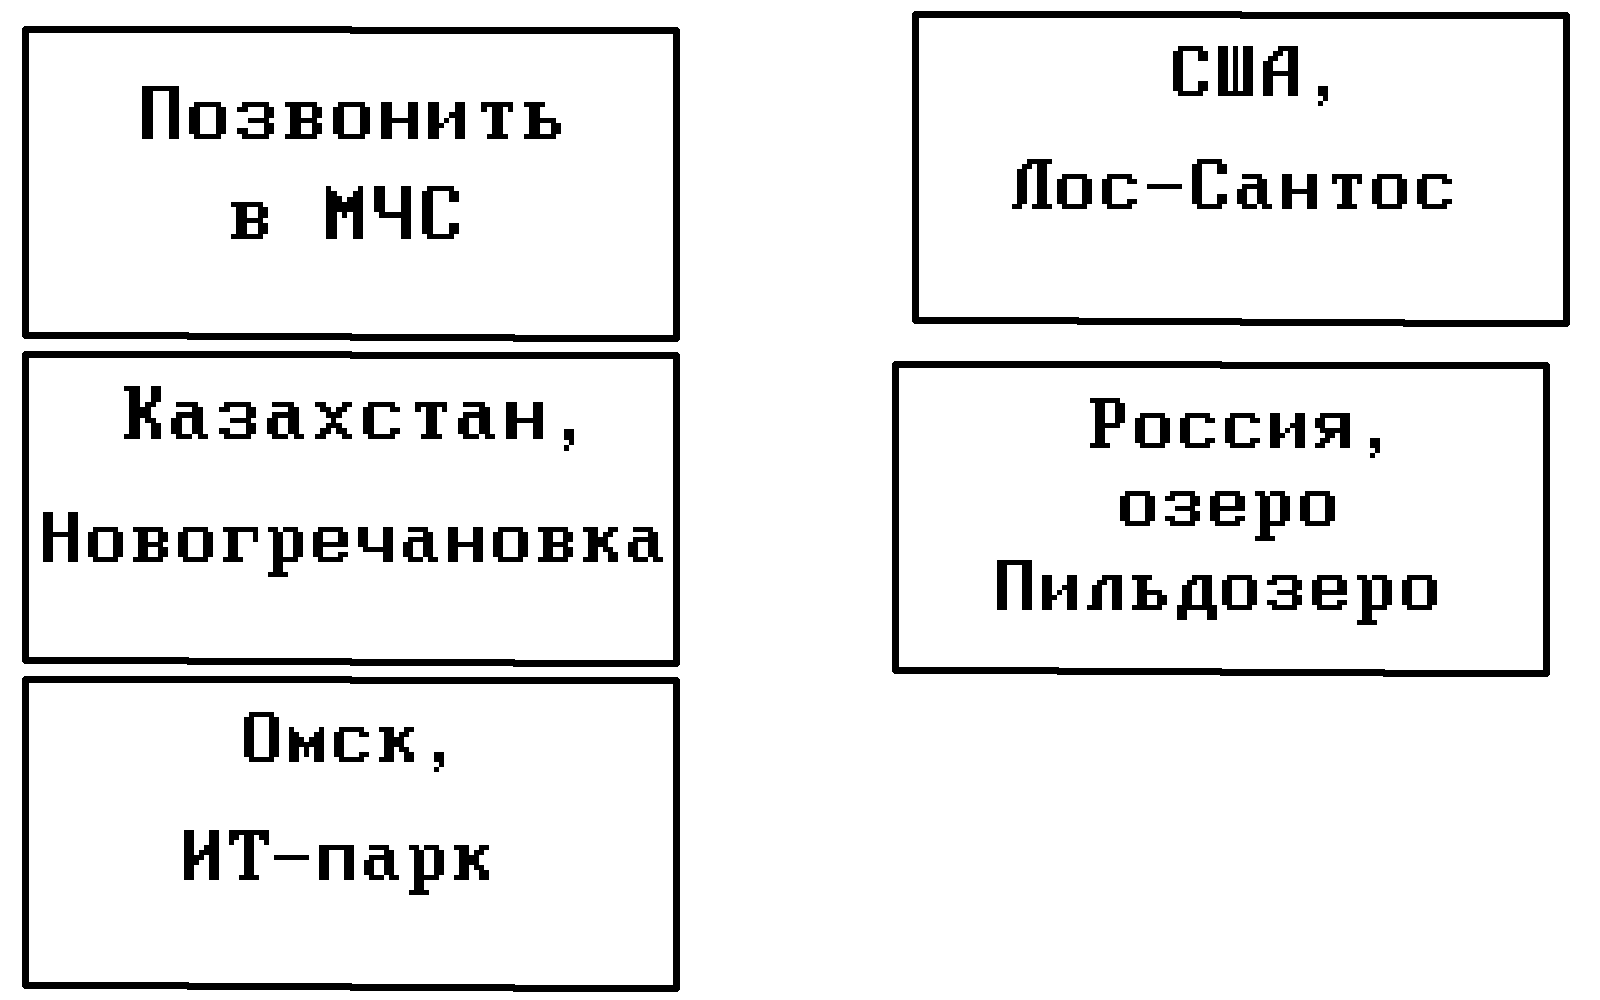 Позвонить
в МЧС
Казахстан,
Новогречановка
Омск,
ИТ-парк
США,
Лос-Сантос
Россия,
озеро
Пильдозеро